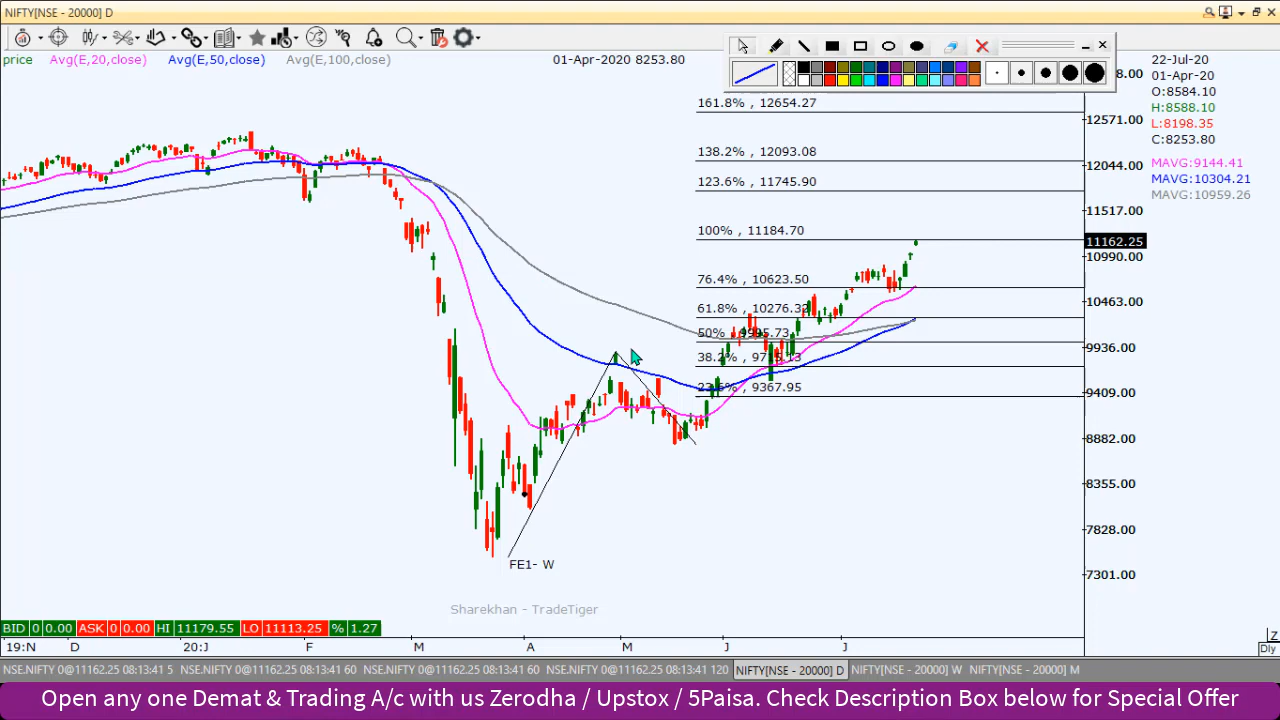 NIFTY[NSE - 20000] D
price Avg(E,20,close) Avg(E,50,close) Avg(E,100,close) 01-Apr-2020 8253.80
22-Jul-20
01-Apr-20
O:8584.10
H:8588.10
L:8198.35
C:8253.80
MAVG:9144.41
MAVG:10304.21
MAVG:10959.26
161.8% , 12654.27
138.2% , 12093.08
123.6% , 11745.90
100% , 11184.70
76.4% , 10623.50
61.8% , 10276.32
50% , 9995.73
38.2% , 9715.13
23.6% , 9367.95
12571.00
12044.00
11517.00
11162.25
10990.00
10463.00
9936.00
9409.00
8882.00
8355.00
7828.00
7301.00
FE1- W
Sharekhan - TradeTiger
BID 0 0.00 ASK 0 0.00 HI 11179.55 LO 11113.25 % 1.27
19:N D 20:J F M A M J J
Z
Dly
NSE.NIFTY 0@11162.25 08:13:41 5 NSE.NIFTY 0@11162.25 08:13:41 60 NSE.NIFTY 0@11162.25 08:13:41 120 NIFTY[NSE - 20000] D NIFTY[NSE - 20000] W NIFTY[NSE - 20000] M
Open any one Demat & Trading A/c with us Zerodha / Upstox / 5Paisa. Check Description Box below for Special Offer